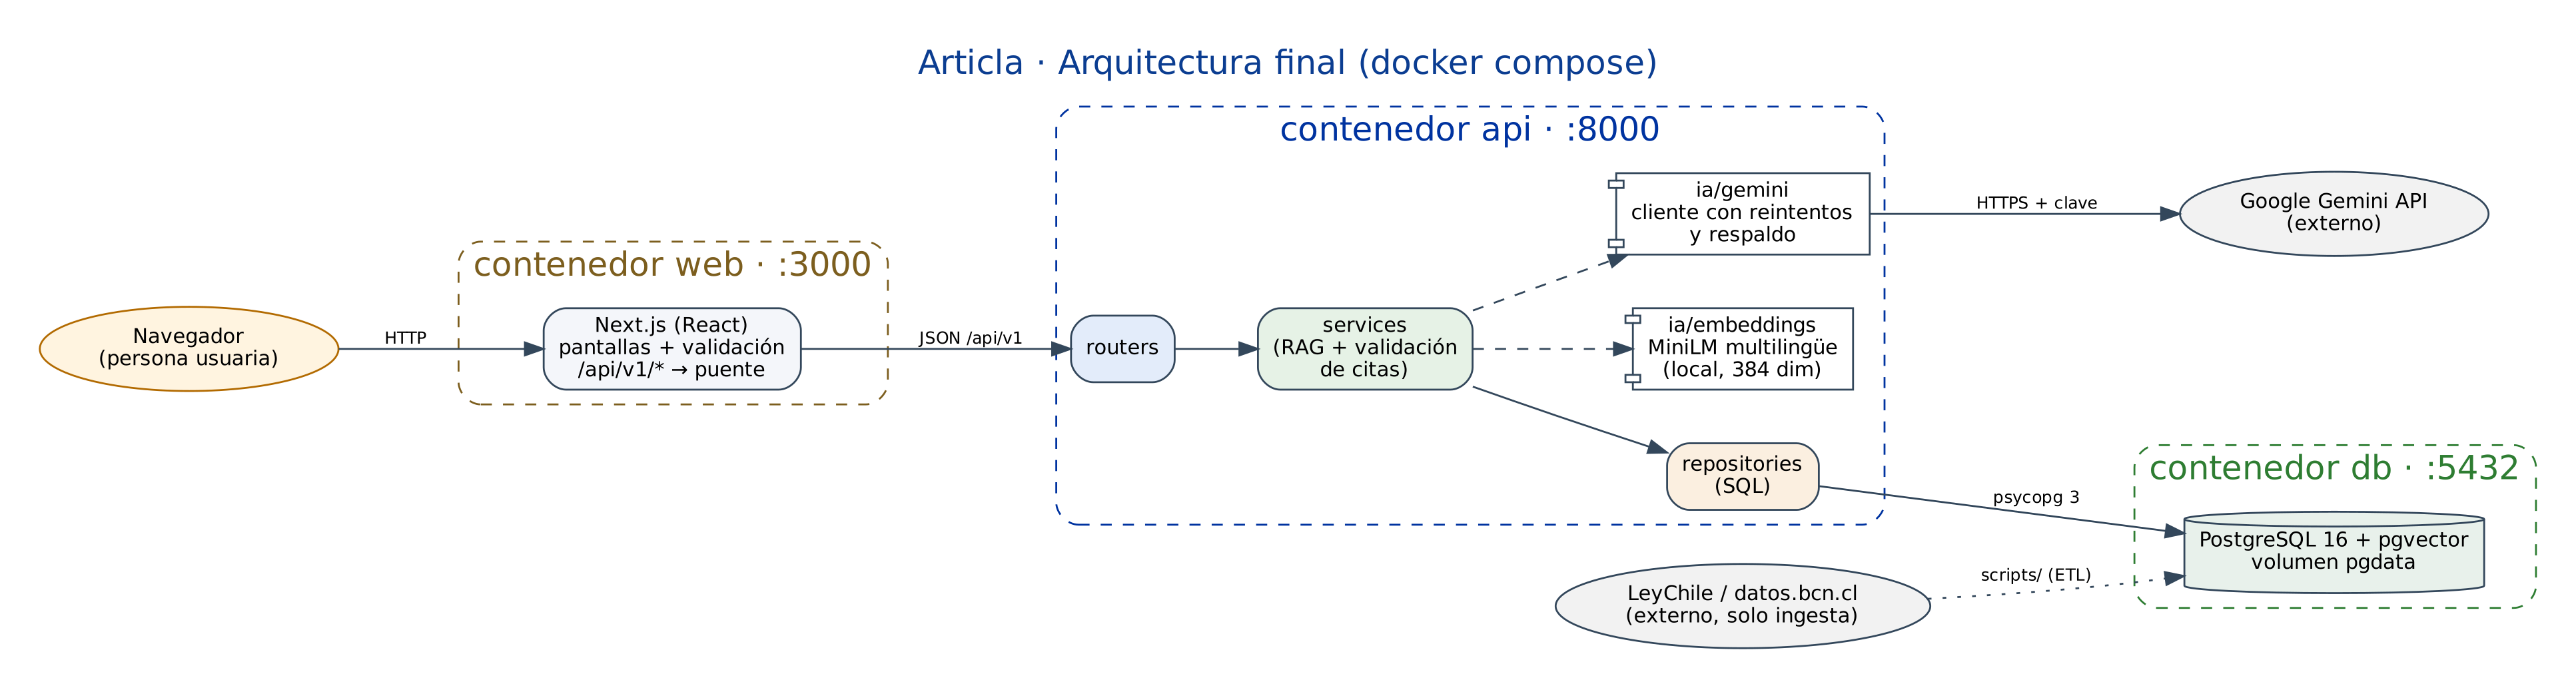 Articla · Arquitectura final (docker compose)
contenedor api · :8000
ia/gemini
cliente con reintentos
y respaldo
HTTPS + clave
Google Gemini API
(externo)
contenedor web · :3000
Navegador
(persona usuaria)
HTTP
Next.js (React)
pantallas + validación
/api/v1/* → puente
JSON /api/v1
routers
services
(RAG + validación
de citas)
ia/embeddings
MiniLM multilingüe
(local, 384 dim)
repositories
(SQL)
psycopg 3
contenedor db · :5432
PostgreSQL 16 + pgvector
volumen pgdata
scripts/ (ETL)
LeyChile / datos.bcn.cl
(externo, solo ingesta)